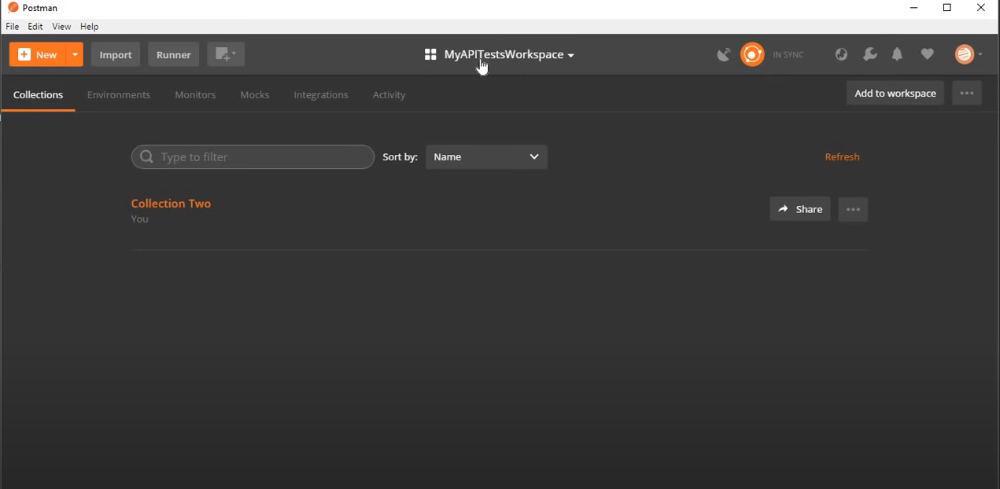 Postman
File Edit View Help
New Import Runner MyAPITestsWorkspace IN SYNC
Collections Environments Monitors Mocks Integrations Activity Add to workspace
Type to filter Sort by: Name Refresh
Collection Two
You
Share